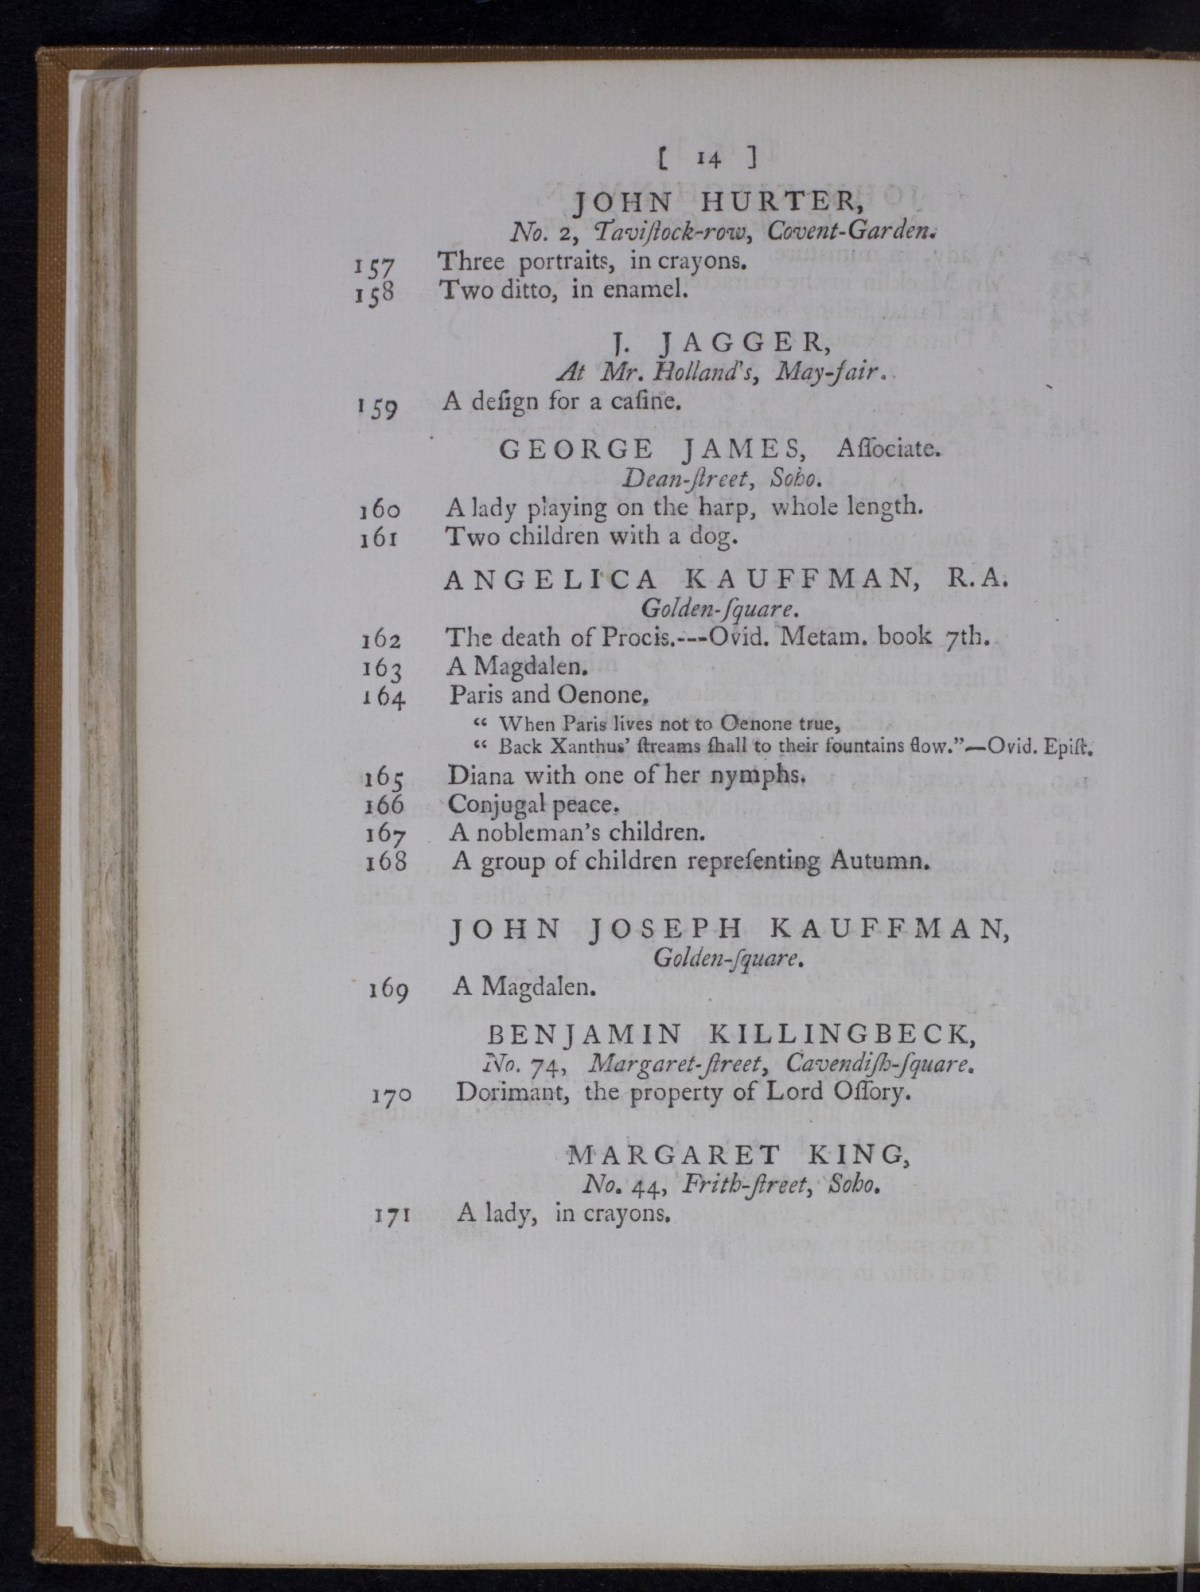 [ 14 ]
JOHN HURTER,
No. 2, Taviſtock-row, Covent-Garden.
157 Three portraits, in crayons.
158 Two ditto, in enamel.
J. JAGGER,
At Mr. Holland's, May-fair.
159 A deſign for a caſine.
GEORGE JAMES, Aſſociate.
Dean-ſtreet, Soho.
160 A lady playing on the harp, whole length.
161 Two children with a dog.
ANGELICA KAUFFMAN, R. A.
Golden-ſquare.
162 The death of Procis.---Ovid. Metam. book 7th.
163 A Magdalen.
164 Paris and Oenone.
“ When Paris lives not to Oenone true,
“ Back Xanthus’ ſtreams ſhall to their fountains flow.”—Ovid. Epiſt.
165 Diana with one of her nymphs.
166 Conjugal peace.
167 A nobleman’s children.
168 A group of children repreſenting Autumn.
JOHN JOSEPH KAUFFMAN,
Golden-ſquare.
169 A Magdalen.
BENJAMIN KILLINGBECK,
No. 74, Margaret-ſtreet, Cavendiſh-ſquare.
170 Dorimant, the property of Lord Oſſory.
MARGARET KING,
No. 44, Frith-ſtreet, Soho.
171 A lady, in crayons.